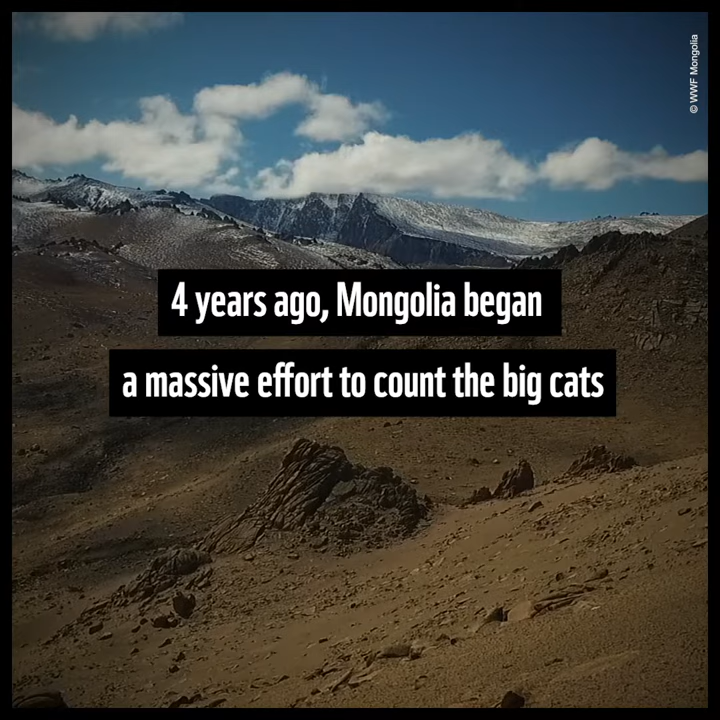 © WWF Mongolia
4 years ago, Mongolia began
a massive effort to count the big cats